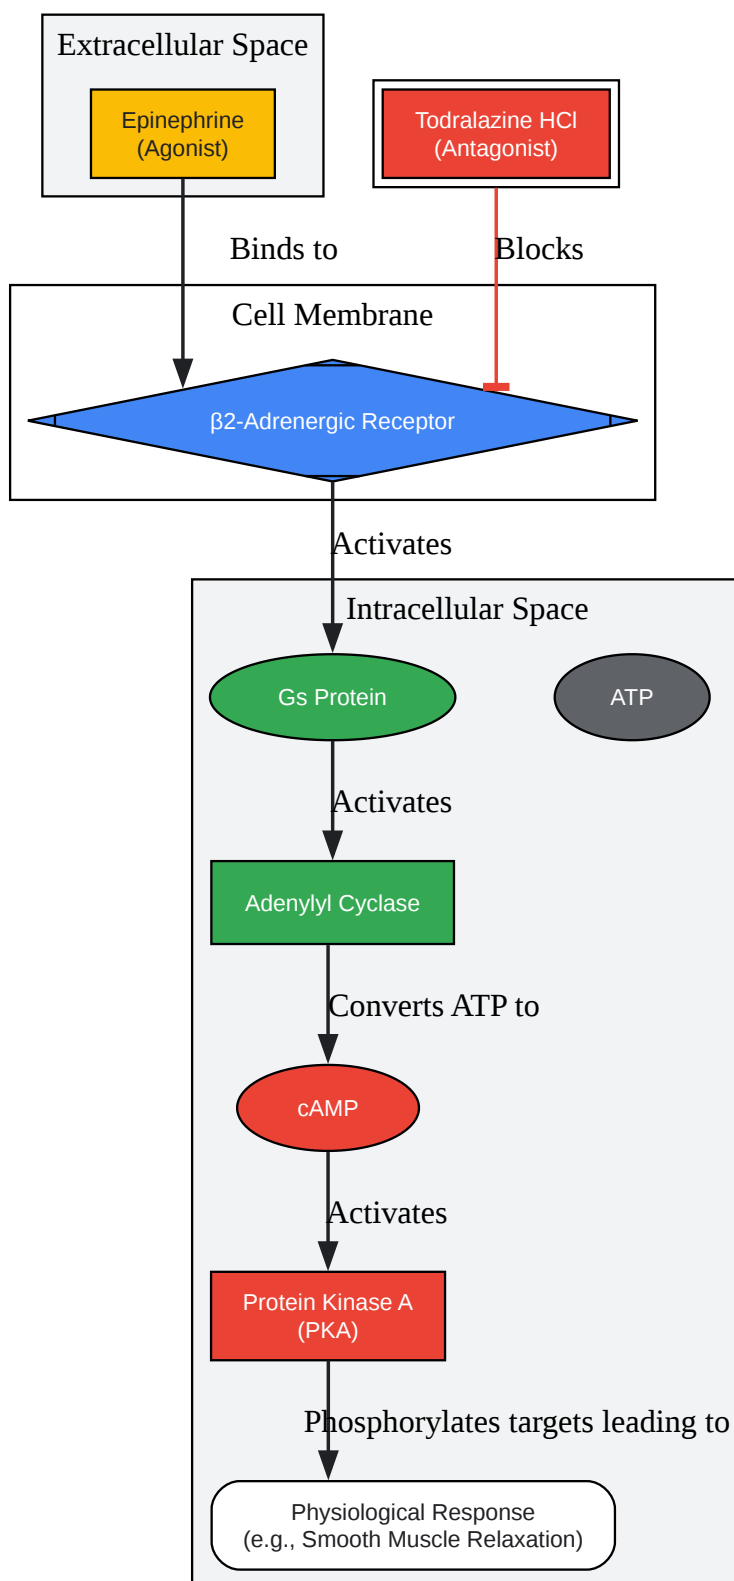 Extracellular Space
Epinephrine
(Agonist)
Todralazine HCl
(Antagonist)
Binds to
Blocks
Cell Membrane
β2-Adrenergic Receptor
Activates
Intracellular Space
Gs Protein
ATP
Activates
Adenylyl Cyclase
Converts ATP to
cAMP
Activates
Protein Kinase A
(PKA)
Phosphorylates targets leading to
Physiological Response
(e.g., Smooth Muscle Relaxation)